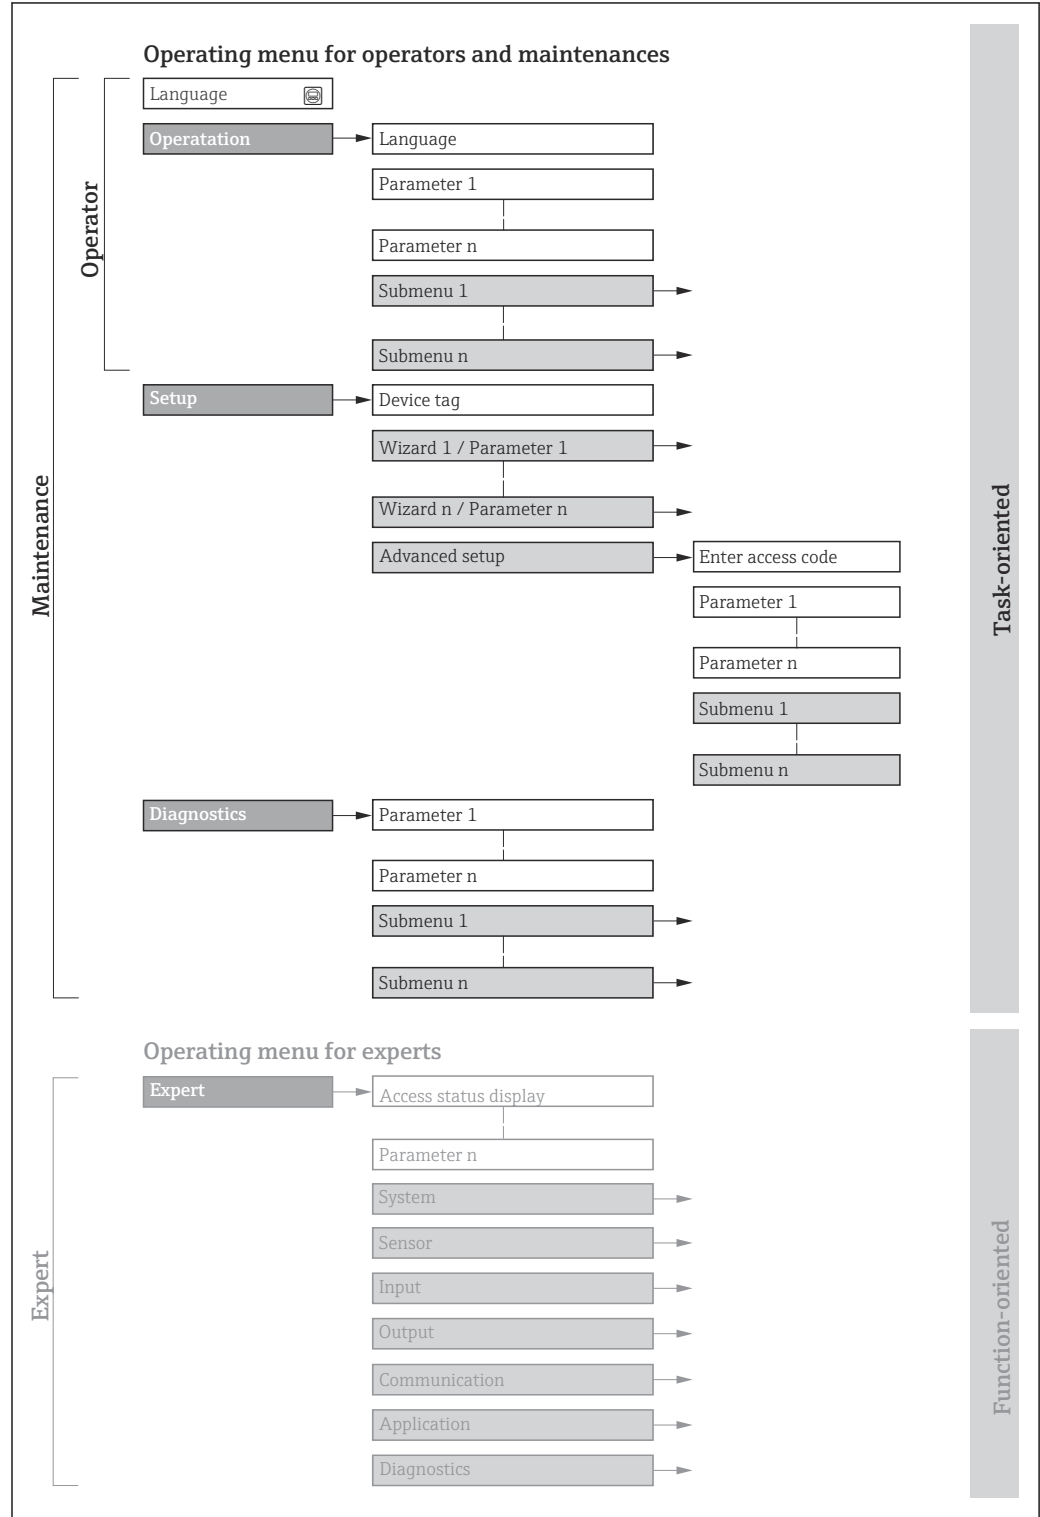 Operating menu for operators and maintenances
Language
Operatation
Language
Parameter 1
Parameter n
Submenu 1
Submenu n
Operator
Setup
Device tag
Wizard 1 / Parameter 1
Wizard n / Parameter n
Advanced setup
Enter access code
Parameter 1
Parameter n
Submenu 1
Submenu n
Maintenance
Task-oriented
Diagnostics
Parameter 1
Parameter n
Submenu 1
Submenu n
Operating menu for experts
Expert
Access status display
Parameter n
System
Sensor
Input
Output
Communication
Application
Diagnostics
Expert
Function-oriented